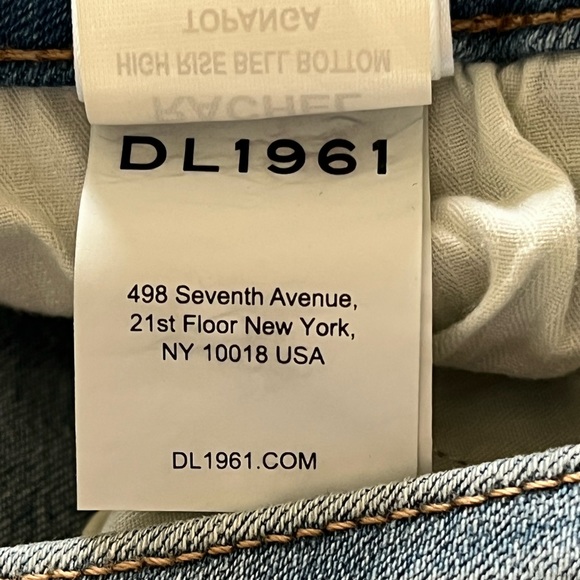 TOPANGA
HIGH RISE BELL BOTTOM
RACHEL
DL1961
498 Seventh Avenue,
21st Floor New York,
NY 10018 USA
DL1961.COM